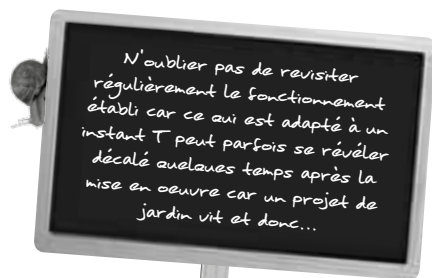 N'oublier pas de revisiter
régulièrement le fonctionnement
établi car ce qui est adapté à un
instant T peut parfois se révéler
décalé quelques temps après la
mise en oeuvre car un projet de
jardin vit et donc...